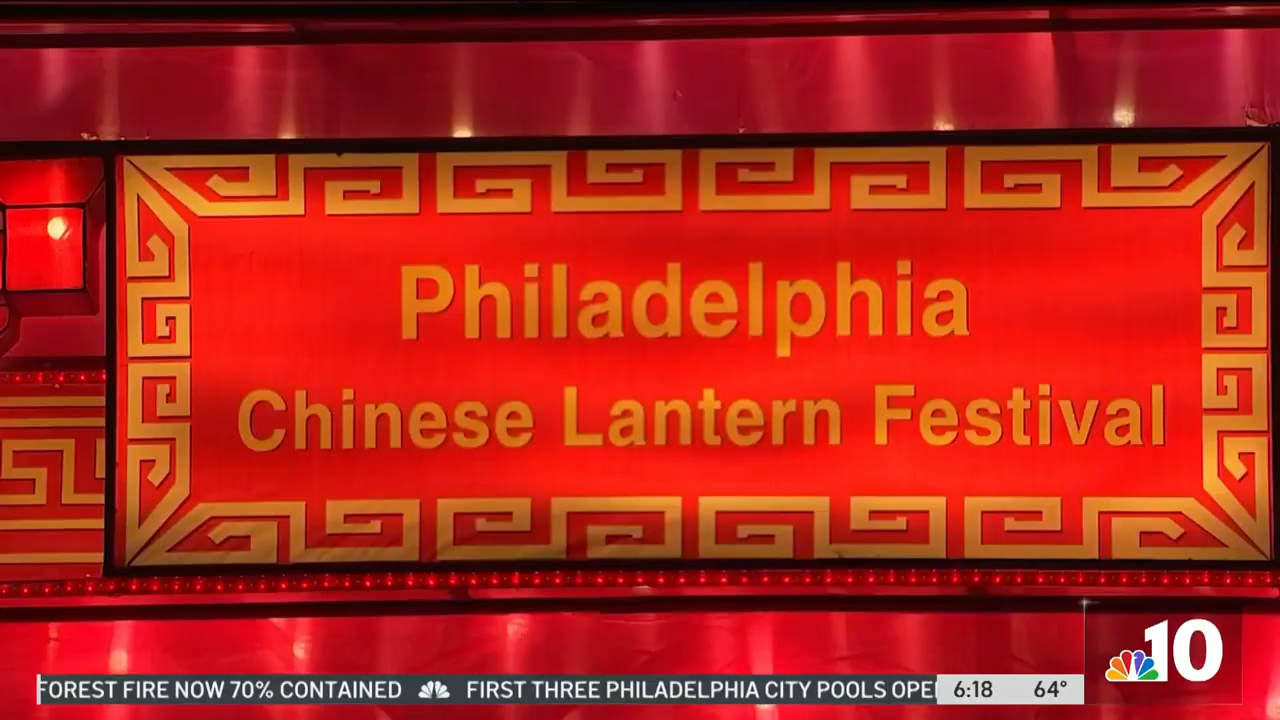 Philadelphia
Chinese Lantern Festival
10
FOREST FIRE NOW 70% CONTAINED FIRST THREE PHILADELPHIA CITY POOLS OPE 6:18 64°